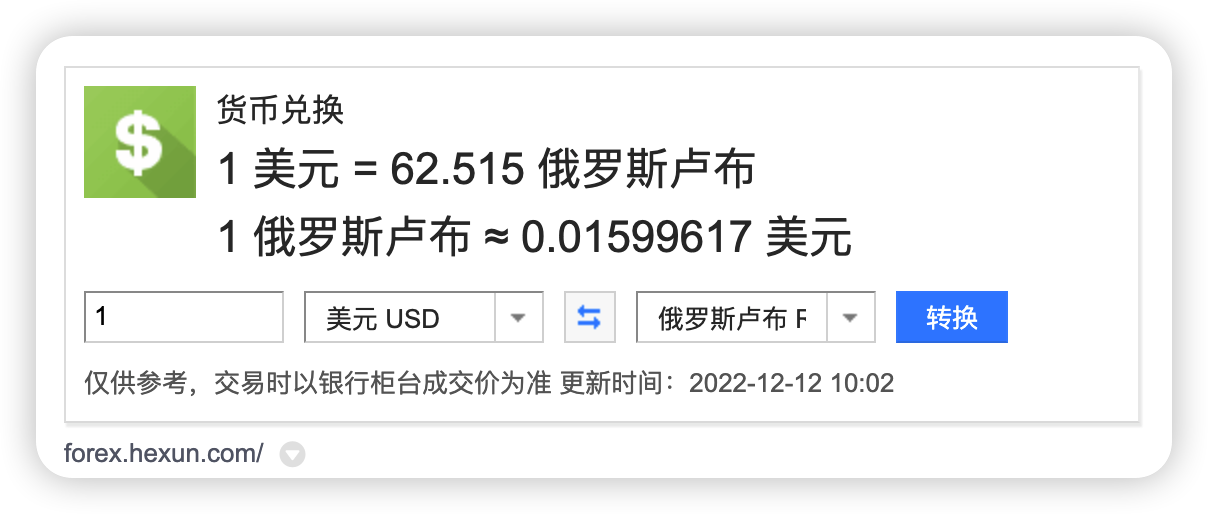 $
货币兑换
1 美元 = 62.515 俄罗斯卢布
1 俄罗斯卢布 ≈ 0.01599617 美元
1 美元 USD 俄罗斯卢布 F 转换
仅供参考，交易时以银行柜台成交价为准 更新时间：2022-12-12 10:02
forex.hexun.com/